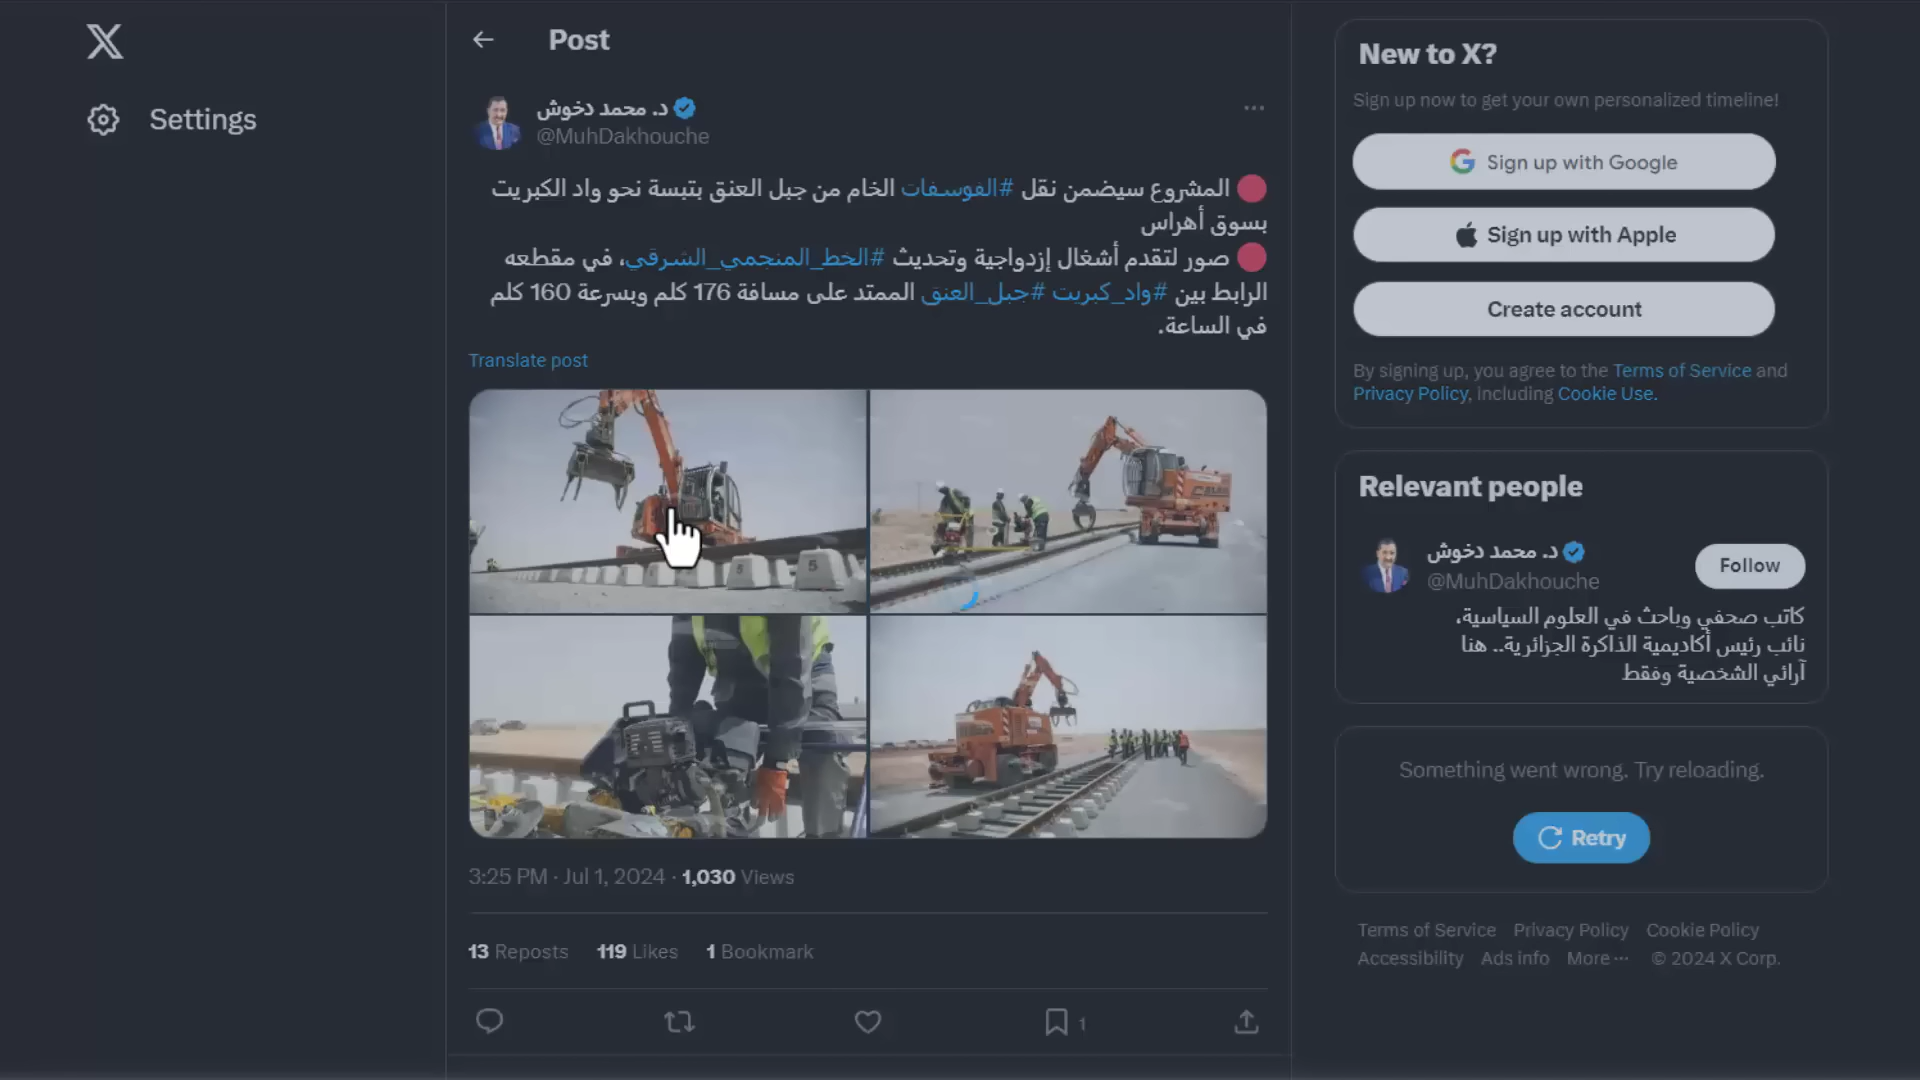 Settings
Post
د. محمد دخوش
@MuhDakhouche
المشروع سيضمن نقل #الفوسفات الخام من جبل العنق بتبسة نحو واد الكبريت
بسوق أهراس
صور لتقدم أشغال إزدواجية وتحديث #الخط_المنجمي_الشرقي، في مقطعه
الرابط بين #واد_كبريت #جبل_العنق الممتد على مسافة 176 كلم وبسرعة 160 كلم
في الساعة.
Translate post
5
5
3:25 PM · Jul 1, 2024 · 1,030 Views
13 Reposts 119 Likes 1 Bookmark
1
New to X?
Sign up now to get your own personalized timeline!
Sign up with Google
Sign up with Apple
Create account
By signing up, you agree to the Terms of Service and
Privacy Policy, including Cookie Use.
Relevant people
د. محمد دخوش
@MuhDakhouche
Follow
كاتب صحفي وباحث في العلوم السياسية،
نائب رئيس أكاديمية الذاكرة الجزائرية.. هنا
آرائي الشخصية وفقط
Something went wrong. Try reloading.
Retry
Terms of Service Privacy Policy Cookie Policy
Accessibility Ads info More ··· © 2024 X Corp.